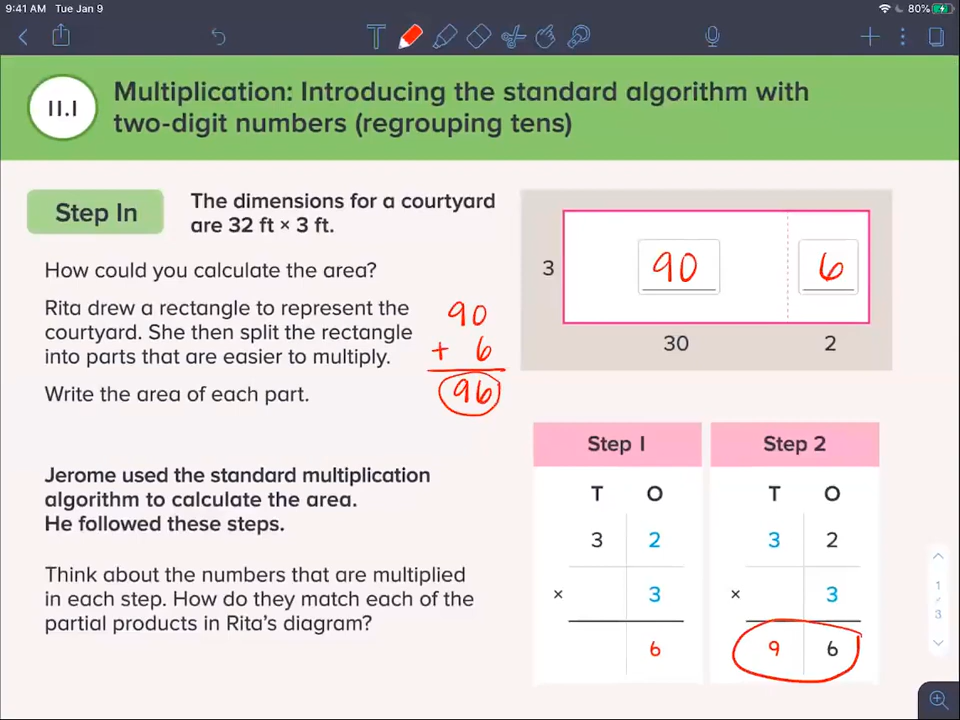 9:41 AM Tue Jan 9
80%
11.1
Multiplication: Introducing the standard algorithm with
two-digit numbers (regrouping tens)
Step In
The dimensions for a courtyard
are 32 ft × 3 ft.
How could you calculate the area?
Rita drew a rectangle to represent the
courtyard. She then split the rectangle
into parts that are easier to multiply.
Write the area of each part.
90
+ 6
96
3
90
6
30
2
Jerome used the standard multiplication
algorithm to calculate the area.
He followed these steps.
Think about the numbers that are multiplied
in each step. How do they match each of the
partial products in Rita's diagram?
Step 1
T O
3 2
× 3
6
Step 2
T O
3 2
× 3
9 6
1
/
3